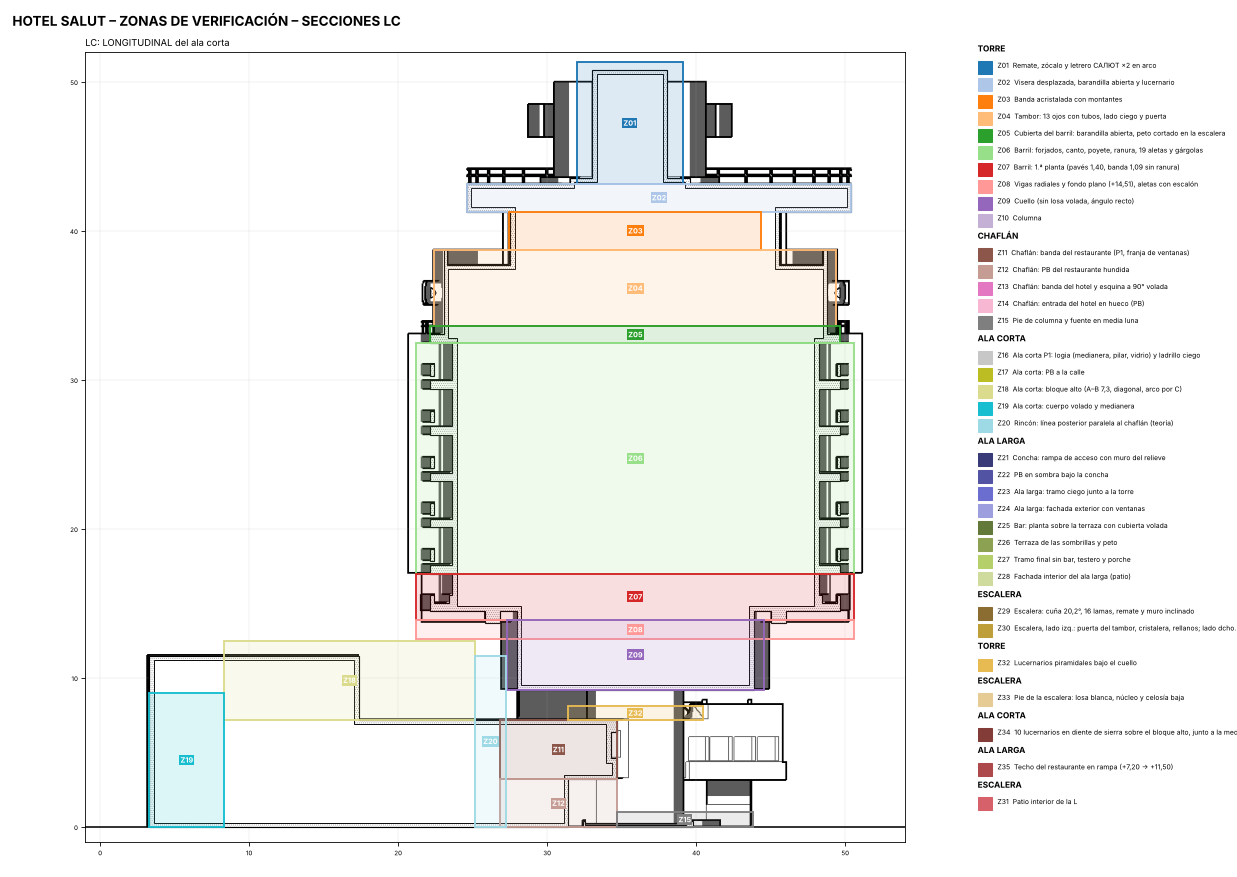 HOTEL SALUT – ZONAS DE VERIFICACIÓN – SECCIONES LC
LC: LONGITUDINAL del ala corta
50
40
30
20
10
0
0
10
20
30
40
50
Z01
Z02
Z03
Z04
Z05
Z06
Z07
Z08
Z09
Z18
Z32
Z20
Z11
Z19
Z12
Z15
TORRE
Z01 Remate, zócalo y letrero САЛЮТ ×2 en arco
Z02 Visera desplazada, barandilla abierta y lucernario
Z03 Banda acristalada con montantes
Z04 Tambor: 13 ojos con tubos, lado ciego y puerta
Z05 Cubierta del barril: barandilla abierta, peto cortado en la escalera
Z06 Barril: forjados, canto, poyete, ranura, 19 aletas y gárgolas
Z07 Barril: 1.ª planta (pavés 1,40, banda 1,09 sin ranura)
Z08 Vigas radiales y fondo plano (+14,51), aletas con escalón
Z09 Cuello (sin losa volada, ángulo recto)
Z10 Columna
CHAFLÁN
Z11 Chaflán: banda del restaurante (P1, franja de ventanas)
Z12 Chaflán: PB del restaurante hundida
Z13 Chaflán: banda del hotel y esquina a 90° volada
Z14 Chaflán: entrada del hotel en hueco (PB)
Z15 Pie de columna y fuente en media luna
ALA CORTA
Z16 Ala corta P1: logia (medianera, pilar, vidrio) y ladrillo ciego
Z17 Ala corta: PB a la calle
Z18 Ala corta: bloque alto (A–B 7,3, diagonal, arco por C)
Z19 Ala corta: cuerpo volado y medianera
Z20 Rincón: línea posterior paralela al chaflán (teoría)
ALA LARGA
Z21 Concha: rampa de acceso con muro del relieve
Z22 PB en sombra bajo la concha
Z23 Ala larga: tramo ciego junto a la torre
Z24 Ala larga: fachada exterior con ventanas
Z25 Bar: planta sobre la terraza con cubierta volada
Z26 Terraza de las sombrillas y peto
Z27 Tramo final sin bar, testero y porche
Z28 Fachada interior del ala larga (patio)
ESCALERA
Z29 Escalera: cuña 20,2°, 16 lamas, remate y muro inclinado
Z30 Escalera, lado izq.: puerta del tambor, cristalera, rellanos; lado dcho.
TORRE
Z32 Lucernarios piramidales bajo el cuello
ESCALERA
Z33 Pie de la escalera: losa blanca, núcleo y celosía baja
ALA CORTA
Z34 10 lucernarios en diente de sierra sobre el bloque alto, junto a la med
ALA LARGA
Z35 Techo del restaurante en rampa (+7,20 → +11,50)
ESCALERA
Z31 Patio interior de la L